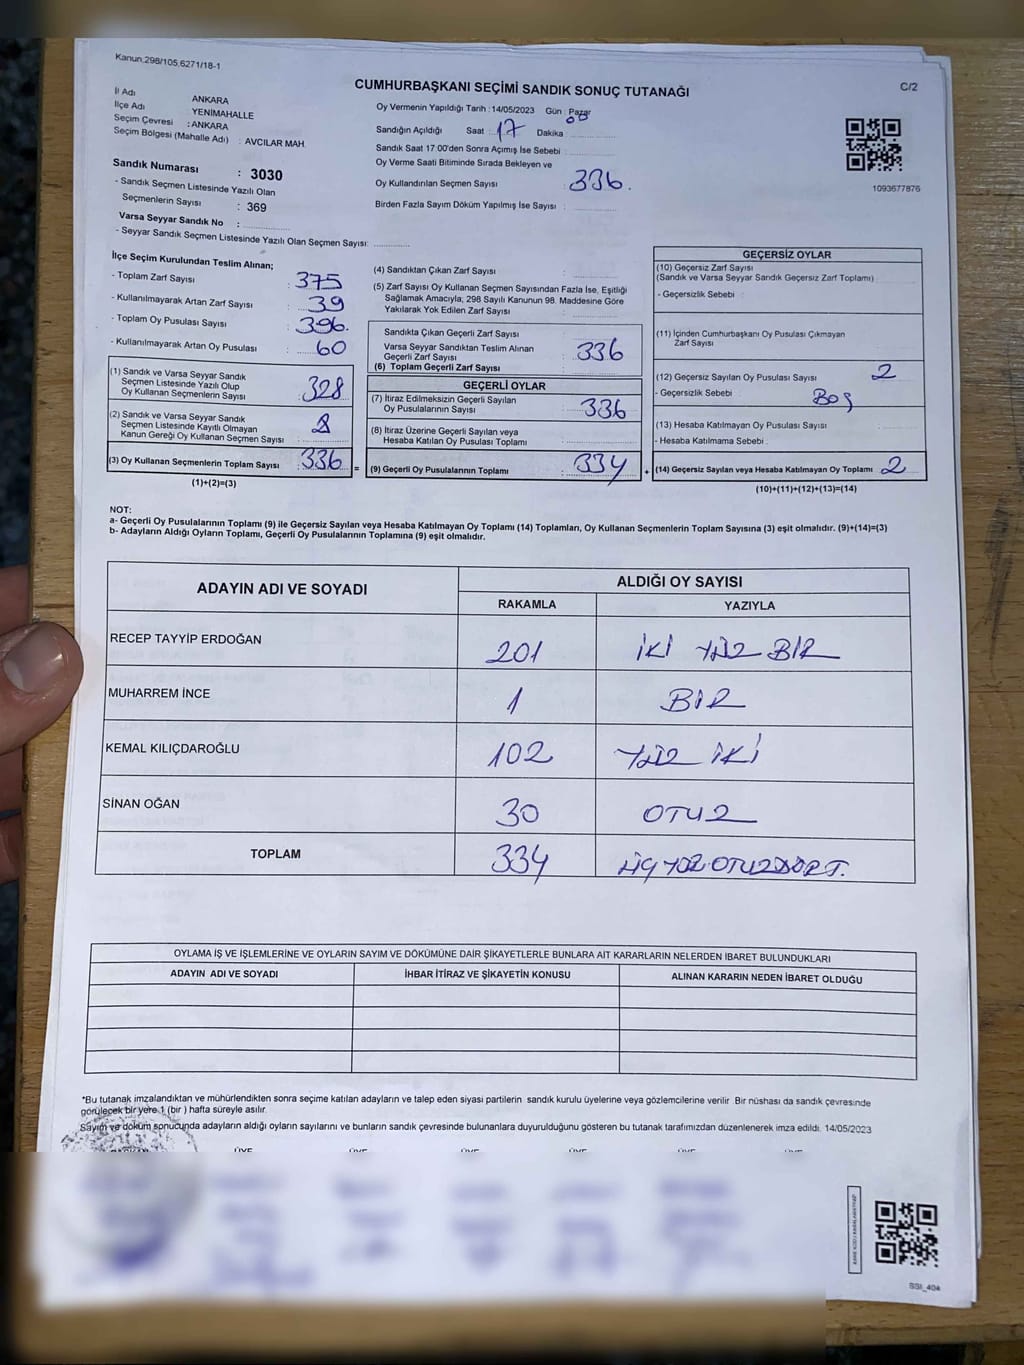 Kanun.298/105,6271/18-1
CUMHURBAŞKANI SEÇİMİ SANDIK SONUÇ TUTANAĞI
C/2
İl Adı ANKARA
İlçe Adı YENİMAHALLE
Seçim Çevresi : ANKARA
Seçim Bölgesi (Mahalle Adı) : AVCILAR MAH.
Oy Vermenin Yapıldığı Tarih :14/05/2023 Gün : Pazar
Sandığın Açıldığı Saat : 17 Dakika : 00
Sandık Saat 17 00'den Sonra Açımış İse Sebebi :
Oy Verme Saati Bitiminde Sırada Bekleyen ve
Oy Kullandırılan Seçmen Sayısı : 336.
Birden Fazla Sayım Döküm Yapılmış İse Sayısı :
1093677876
Sandık Numarası : 3030
- Sandık Seçmen Listesinde Yazılı Olan
Seçmenlerin Sayısı : 369
Varsa Seyyar Sandık No :
- Seyyar Sandık Seçmen Listesinde Yazılı Olan Seçmen Sayısı:
İlçe Seçim Kurulundan Teslim Alınan;
- Toplam Zarf Sayısı : 375
- Kullanılmayarak Artan Zarf Sayısı : 39
- Toplam Oy Pusulası Sayısı : 396.
- Kullanılmayarak Artan Oy Pusulası : 60
(1) Sandık ve Varsa Seyyar Sandık
Seçmen Listesinde Yazılı Olup
Oy Kullanan Seçmenlerin Sayısı : 328
(2) Sandık ve Varsa Seyyar Sandık
Seçmen Listesinde Kayıtlı Olmayan
Kanun Gereği Oy Kullanan Seçmen Sayısı : 8
(3) Oy Kullanan Seçmenlerin Toplam Sayısı : 336
(1)+(2)=(3)
=
(4) Sandıktan Çıkan Zarf Sayısı :
(5) Zarf Sayısı Oy Kullanan Seçmen Sayısından Fazla İse, Eşitliği
Sağlamak Amacıyla, 298 Sayılı Kanunun 98. Maddesine Göre
Yakılarak Yok Edilen Zarf Sayısı :
Sandıkta Çıkan Geçerli Zarf Sayısı
Varsa Seyyar Sandıktan Teslim Alınan
Geçerli Zarf Sayısı
(6) Toplam Geçerli Zarf Sayısı : 336
GEÇERLİ OYLAR
(7) İtiraz Edilmeksizin Geçerli Sayılan
Oy Pusulalarının Sayısı : 336
(8) İtiraz Üzerine Geçerli Sayılan veya
Hesaba Katılan Oy Pusulası Toplamı :
(9) Geçerli Oy Pusulalarının Toplamı : 334
+
GEÇERSİZ OYLAR
(10) Geçersiz Zarf Sayısı
(Sandık ve Varsa Seyyar Sandık Geçersiz Zarf Toplamı) :
- Geçersizlik Sebebi :
(11) İçinden Cumhurbaşkanı Oy Pusulası Çıkmayan
Zarf Sayısı :
(12) Geçersiz Sayılan Oy Pusulası Sayısı : 2
- Geçersizlik Sebebi : BOŞ
(13) Hesaba Katılmayan Oy Pusulası Sayısı :
- Hesaba Katılmama Sebebi :
(14) Geçersiz Sayılan veya Hesaba Katılmayan Oy Toplamı : 2
(10)+(11)+(12)+(13)=(14)
NOT:
a- Geçerli Oy Pusulalarının Toplamı (9) ile Geçersiz Sayılan veya Hesaba Katılmayan Oy Toplamı (14) Toplamları, Oy Kullanan Seçmenlerin Toplam Sayısına (3) eşit olmalıdır. (9)+(14)=(3)
b- Adayların Aldığı Oyların Toplamı, Geçerli Oy Pusulalarının Toplamına (9) eşit olmalıdır.
ADAYIN ADI VE SOYADI ALDIĞI OY SAYISI
RAKAMLA YAZIYLA
RECEP TAYYİP ERDOĞAN 201 İKİ YÜZ BİR
MUHARREM İNCE 1 BİR
KEMAL KILIÇDAROĞLU 102 YÜZ İKİ
SİNAN OĞAN 30 OTUZ
TOPLAM 334 ÜÇ YÜZ OTUZ DÖRT.
OYLAMA İŞ VE İŞLEMLERİNE VE OYLARIN SAYIM VE DÖKÜMÜNE DAİR ŞİKAYETLERLE BUNLARA AİT KARARLARIN NELERDEN İBARET BULUNDUKLARI
ADAYIN ADI VE SOYADI İHBAR İTİRAZ VE ŞİKAYETİN KONUSU ALINAN KARARIN NEDEN İBARET OLDUĞU
*Bu tutanak imzalandıktan ve mühürlendikten sonra seçime katılan adayların ve talep eden siyasi partilerin sandık kurulu üyelerine veya gözlemcilerine verilir. Bir nüshası da sandık çevresinde
görülecek bir yere 1 (bir ) hafta süreyle asılır.
Sayım ve döküm sonucunda adayların aldığı oyların sayılarını ve bunların sandık çevresinde bulunanlara duyurulduğunu gösteren bu tutanak tarafımızdan düzenlenerek imza edildi. 14/05/2023
ÜYE ÜYE ÜYE ÜYE ÜYE ÜYE
SSI_404